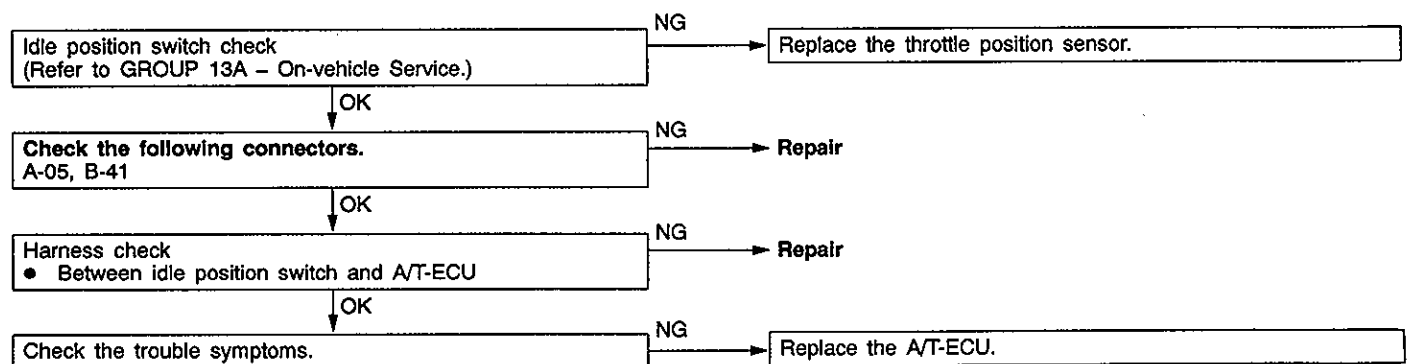 NG
Idle position switch check
Replace the throttle position sensor.
(Refer to GROUP 13A – On-vehicle Service.)
OK
NG
Check the following connectors.
Repair
A-05, B-41
OK
NG
Harness check
Repair
● Between idle position switch and A/T-ECU
OK
NG
Check the trouble symptoms.
Replace the A/T-ECU.